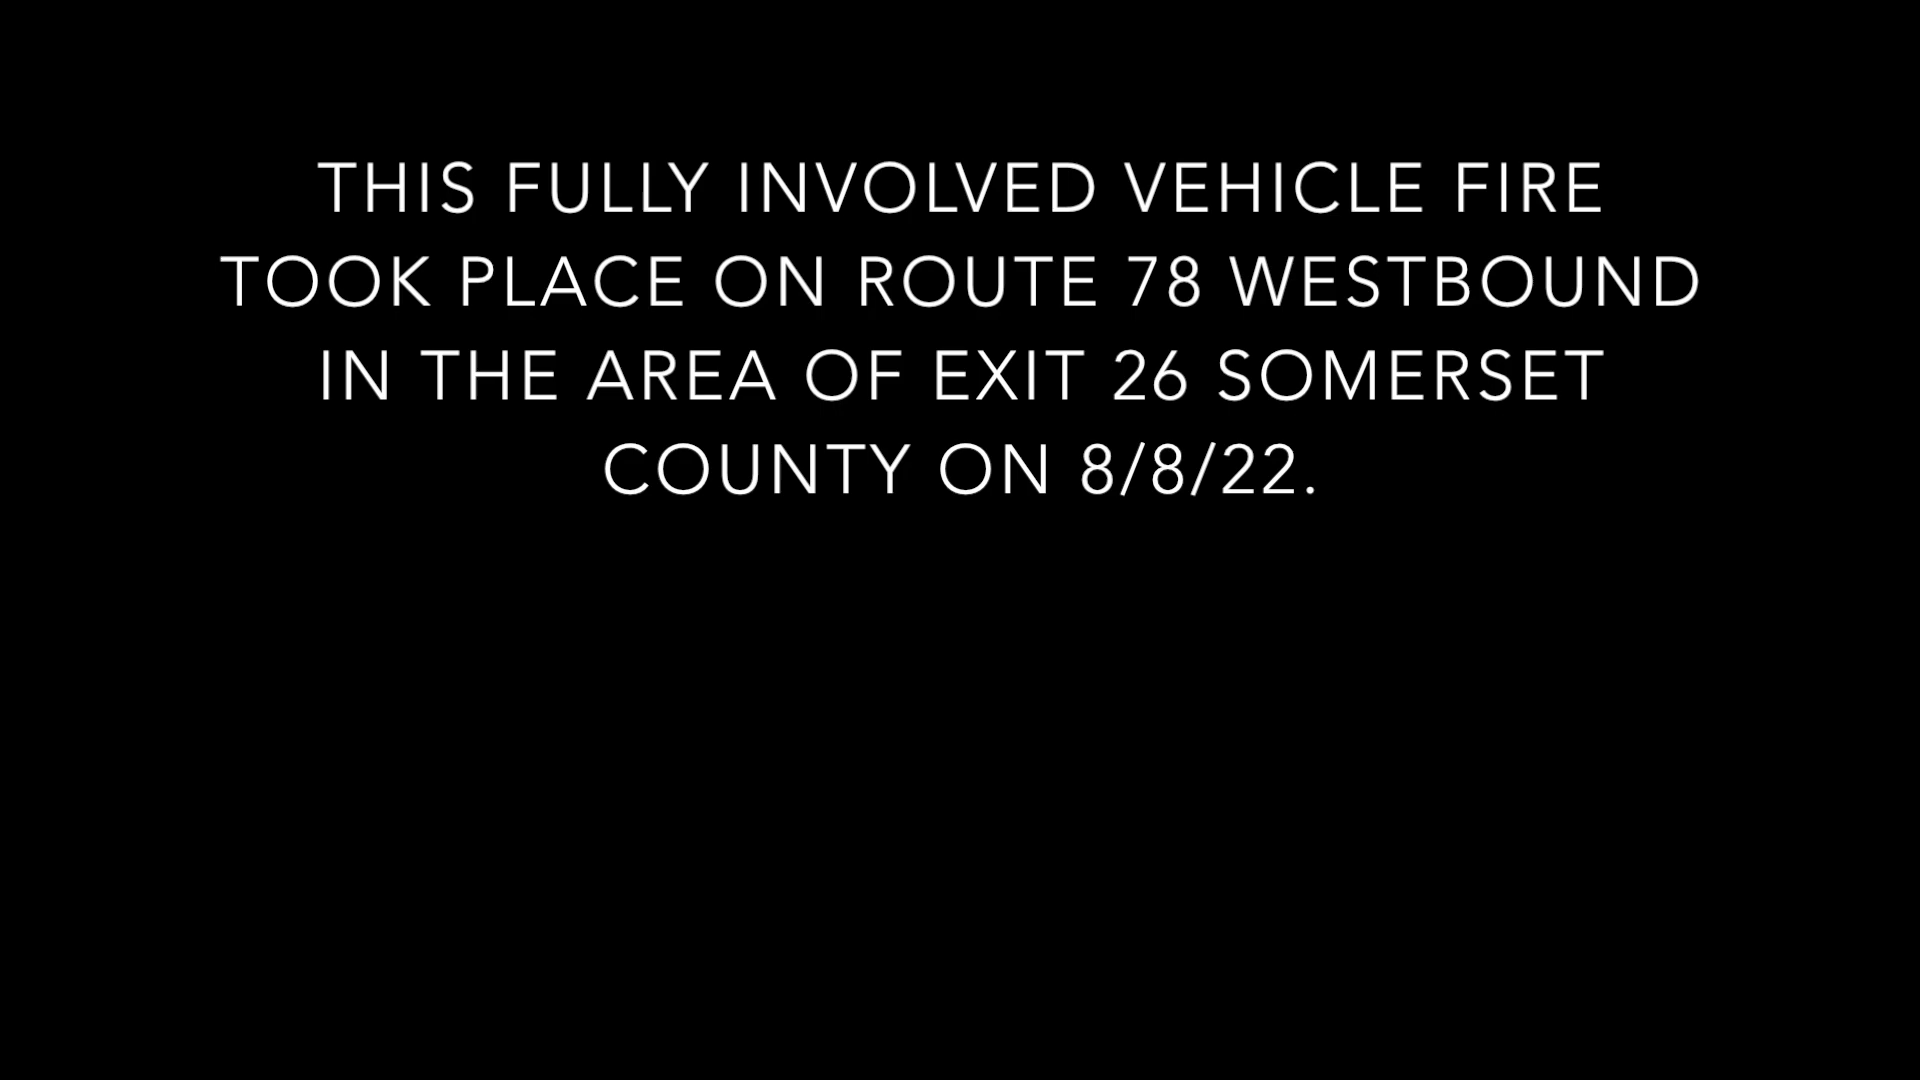 THIS FULLY INVOLVED VEHICLE FIRE
TOOK PLACE ON ROUTE 78 WESTBOUND
IN THE AREA OF EXIT 26 SOMERSET
COUNTY ON 8/8/22.